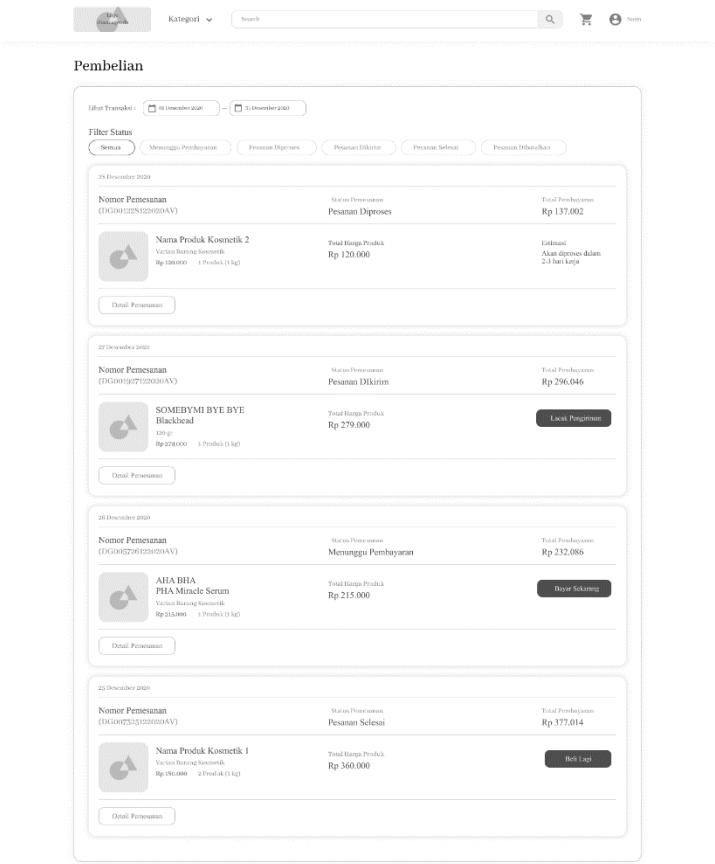 Kategori
Search
Pembelian
Lihat Transaksi :
01 Desember 2020
—
31 Desember 2020
Filter Status
Semua
Menunggu Pembayaran
Pesanan Diproses
Pesanan Dikirim
Pesanan Selesai
Pesanan Dibatalkan
28 Desember 2020
Nomor Pemesanan
Status Pemesanan
Total Pembayaran
(DG001228122020AV)
Pesanan Diproses
Rp 137.002
Nama Produk Kosmetik 2
Total Harga Produk
Estimasi
Varian Barang Kosmetik
Rp 120.000
Akan diproses dalam
Rp 120.000
1 Produk (1 kg)
2-3 hari kerja
Detail Pemesanan
27 Desember 2020
Nomor Pemesanan
Status Pemesanan
Total Pembayaran
(DG001927122020AV)
Pesanan DIkirim
Rp 296.046
SOMEBYMI BYE BYE
Blackhead
Total Harga Produk
Lacak Pengiriman
120 gr
Rp 279.000
Rp 279.000
1 Produk (1 kg)
Detail Pemesanan
26 Desember 2020
Nomor Pemesanan
Status Pemesanan
Total Pembayaran
(DG005726122020AV)
Menunggu Pembayaran
Rp 232.086
AHA BHA
PHA Miracle Serum
Total Harga Produk
Bayar Sekarang
Varian Barang Kosmetik
Rp 215.000
Rp 215.000
1 Produk (1 kg)
Detail Pemesanan
25 Desember 2020
Nomor Pemesanan
Status Pemesanan
Total Pembayaran
(DG007325122020AV)
Pesanan Selesai
Rp 377.014
Nama Produk Kosmetik 1
Total Harga Produk
Beli Lagi
Varian Barang Kosmetik
Rp 360.000
Rp 180.000
2 Produk (1 kg)
Detail Pemesanan